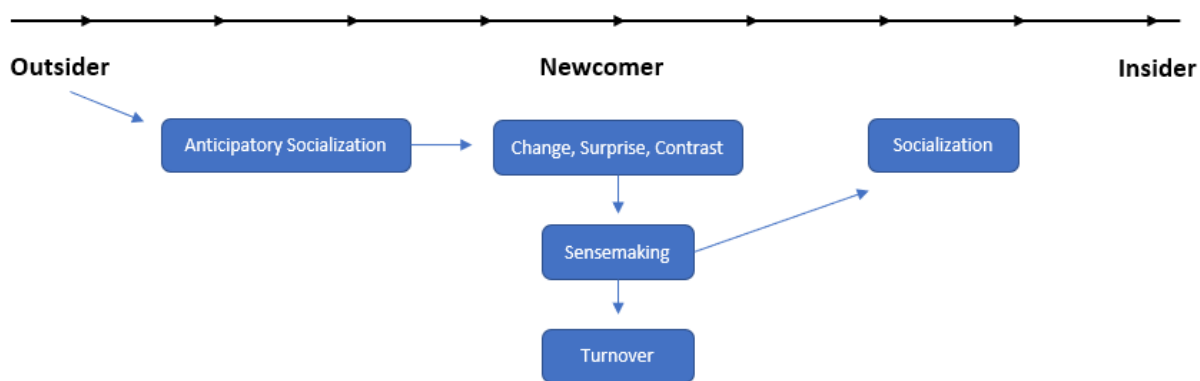 Outsider
Newcomer
Insider
Anticipatory Socialization
Change, Surprise, Contrast
Socialization
Sensemaking
Turnover